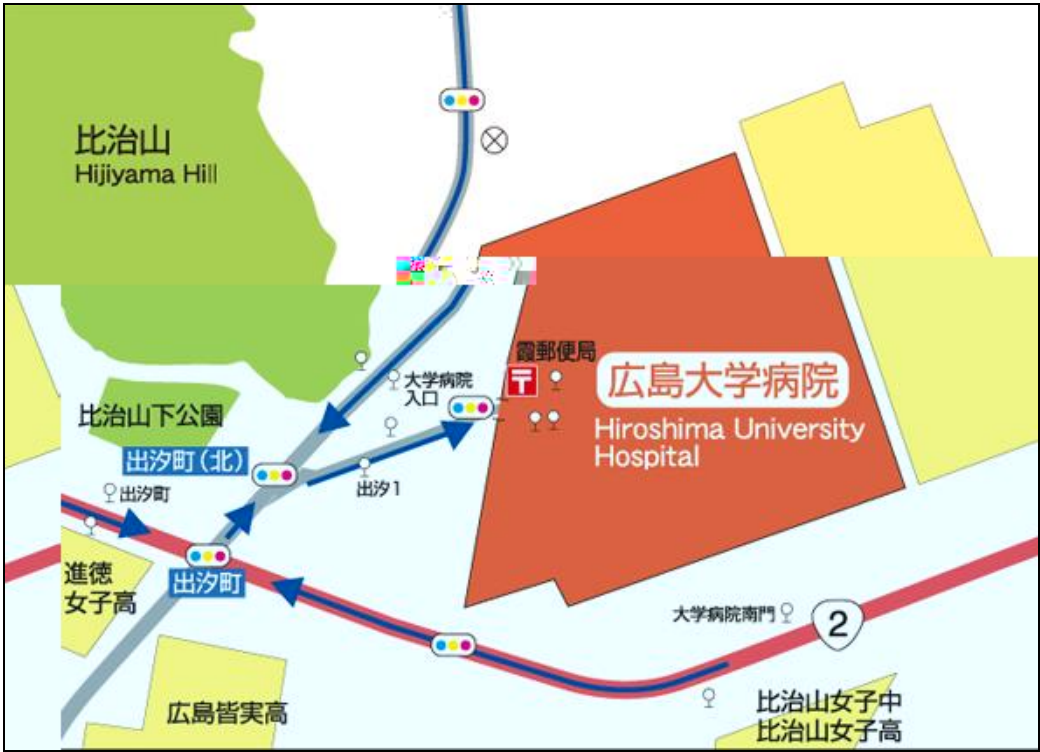 比治山
Hijiyama Hill
霞郵便局
大学病院
入口
広島大学病院
Hiroshima University
Hospital
比治山下公園
出汐町(北)
出汐1
出汐町
出汐町
進徳
女子高
大学病院南門
2
広島皆実高
比治山女子中
比治山女子高